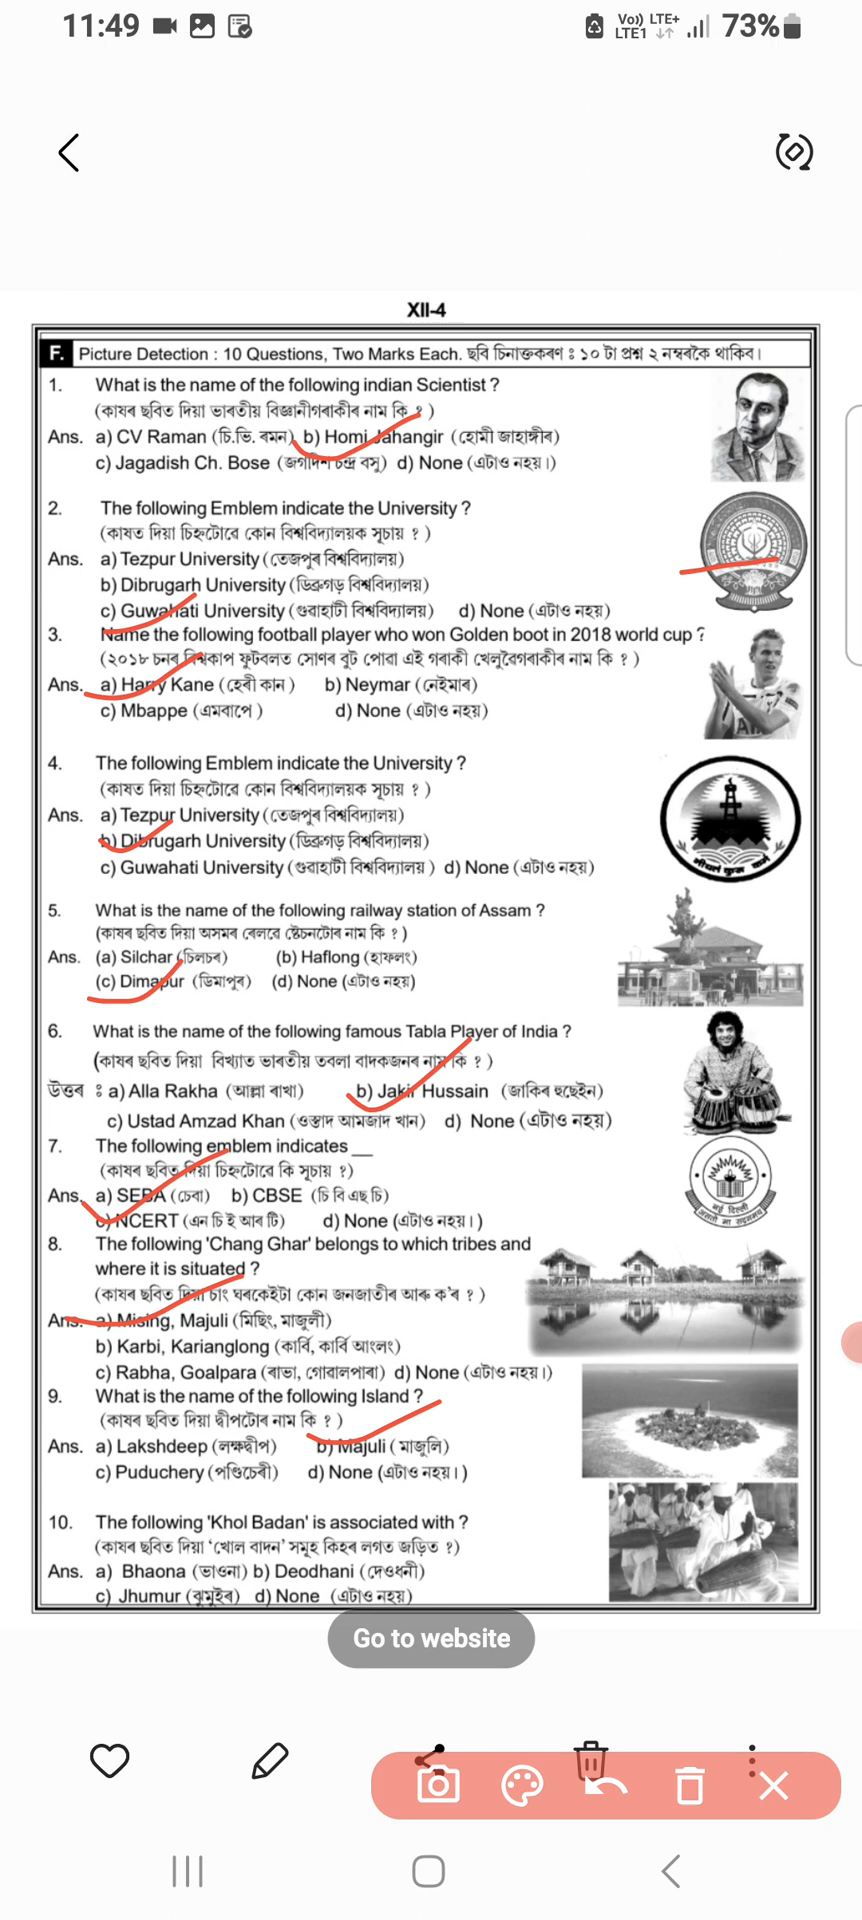 11:49
Vo)) LTE+
LTE1 73%
XII-4
F. Picture Detection : 10 Questions, Two Marks Each. ছবি চিনাক্তকৰণ ঃ ১০ টা প্ৰশ্ন ২ নম্বৰকৈ থাকিব।
1. What is the name of the following indian Scientist ?
(কাষৰ ছবিত দিয়া ভাৰতীয় বিজ্ঞানীগৰাকীৰ নাম কি ? )
Ans. a) CV Raman (চি.ভি. ৰমন) b) Homi Jahangir (হোমী জাহাঙ্গীৰ)
c) Jagadish Ch. Bose (জগদিশ চন্দ্ৰ বসু) d) None (এটাও নহয়।)
2. The following Emblem indicate the University ?
(কাষত দিয়া চিহ্নটোৱে কোন বিশ্ববিদ্যালয়ক সূচায় ? )
Ans. a) Tezpur University (তেজপুৰ বিশ্ববিদ্যালয়)
b) Dibrugarh University (ডিব্ৰুগড় বিশ্ববিদ্যালয়)
c) Guwahati University (গুৱাহাটী বিশ্ববিদ্যালয়) d) None (এটাও নহয়)
3. Name the following football player who won Golden boot in 2018 world cup ?
(২০১৮ চনৰ বিশ্বকাপ ফুটবলত সোণৰ বুট পোৱা এই গৰাকী খেলুৱৈগৰাকীৰ নাম কি ? )
Ans. a) Harry Kane (হেৰী কান ) b) Neymar (নেইমাৰ)
c) Mbappe (এমবাপে ) d) None (এটাও নহয়)
4. The following Emblem indicate the University ?
(কাষত দিয়া চিহ্নটোৱে কোন বিশ্ববিদ্যালয়ক সূচায় ? )
Ans. a) Tezpur University (তেজপুৰ বিশ্ববিদ্যালয়)
b) Dibrugarh University (ডিব্ৰুগড় বিশ্ববিদ্যালয়)
c) Guwahati University (গুৱাহাটী বিশ্ববিদ্যালয় ) d) None (এটাও নহয়)
5. What is the name of the following railway station of Assam ?
(কাষৰ ছবিত দিয়া অসমৰ ৰেলৱে ষ্টেচনটোৰ নাম কি ? )
Ans. (a) Silchar (চিলচৰ) (b) Haflong (হাফলং)
(c) Dimapur (ডিমাপুৰ) (d) None (এটাও নহয়)
6. What is the name of the following famous Tabla Player of India ?
(কাষৰ ছবিত দিয়া বিখ্যাত ভাৰতীয় তবলা বাদকজনৰ নাম কি ? )
উত্তৰ ঃ a) Alla Rakha (আল্লা ৰাখা) b) Jakir Hussain (জাকিৰ হুছেইন)
c) Ustad Amzad Khan (ওস্তাদ আমজাদ খান) d) None (এটাও নহয়)
7. The following emblem indicates __
(কাষৰ ছবিত দিয়া চিহ্নটোৱে কি সূচায় ?)
Ans. a) SEBA (চেবা) b) CBSE (চি বি এছ চি)
c) NCERT (এন চি ই আৰ টি) d) None (এটাও নহয়। )
8. The following 'Chang Ghar' belongs to which tribes and
where it is situated ?
(কাষৰ ছবিত দিয়া চাং ঘৰকেইটা কোন জনজাতীৰ আৰু ক'ৰ ? )
Ans. a) Mising, Majuli (মিছিং, মাজুলী)
b) Karbi, Karianglong (কাৰ্বি, কাৰ্বি আংলং)
c) Rabha, Goalpara (ৰাভা, গোৱালপাৰা) d) None (এটাও নহয়।)
9. What is the name of the following Island ?
(কাষৰ ছবিত দিয়া দ্বীপটোৰ নাম কি ? )
Ans. a) Lakshdeep (লক্ষদ্বীপ) b) Majuli ( মাজুলি)
c) Puduchery (পণ্ডিচেৰী) d) None (এটাও নহয়। )
10. The following 'Khol Badan' is associated with ?
(কাষৰ ছবিত দিয়া 'খোল বাদন' সমূহ কিহৰ লগত জড়িত ?)
Ans. a) Bhaona (ভাওনা) b) Deodhani (দেওধনী)
c) Jhumur (ঝুমুইৰ) d) None (এটাও নহয়)
Go to website